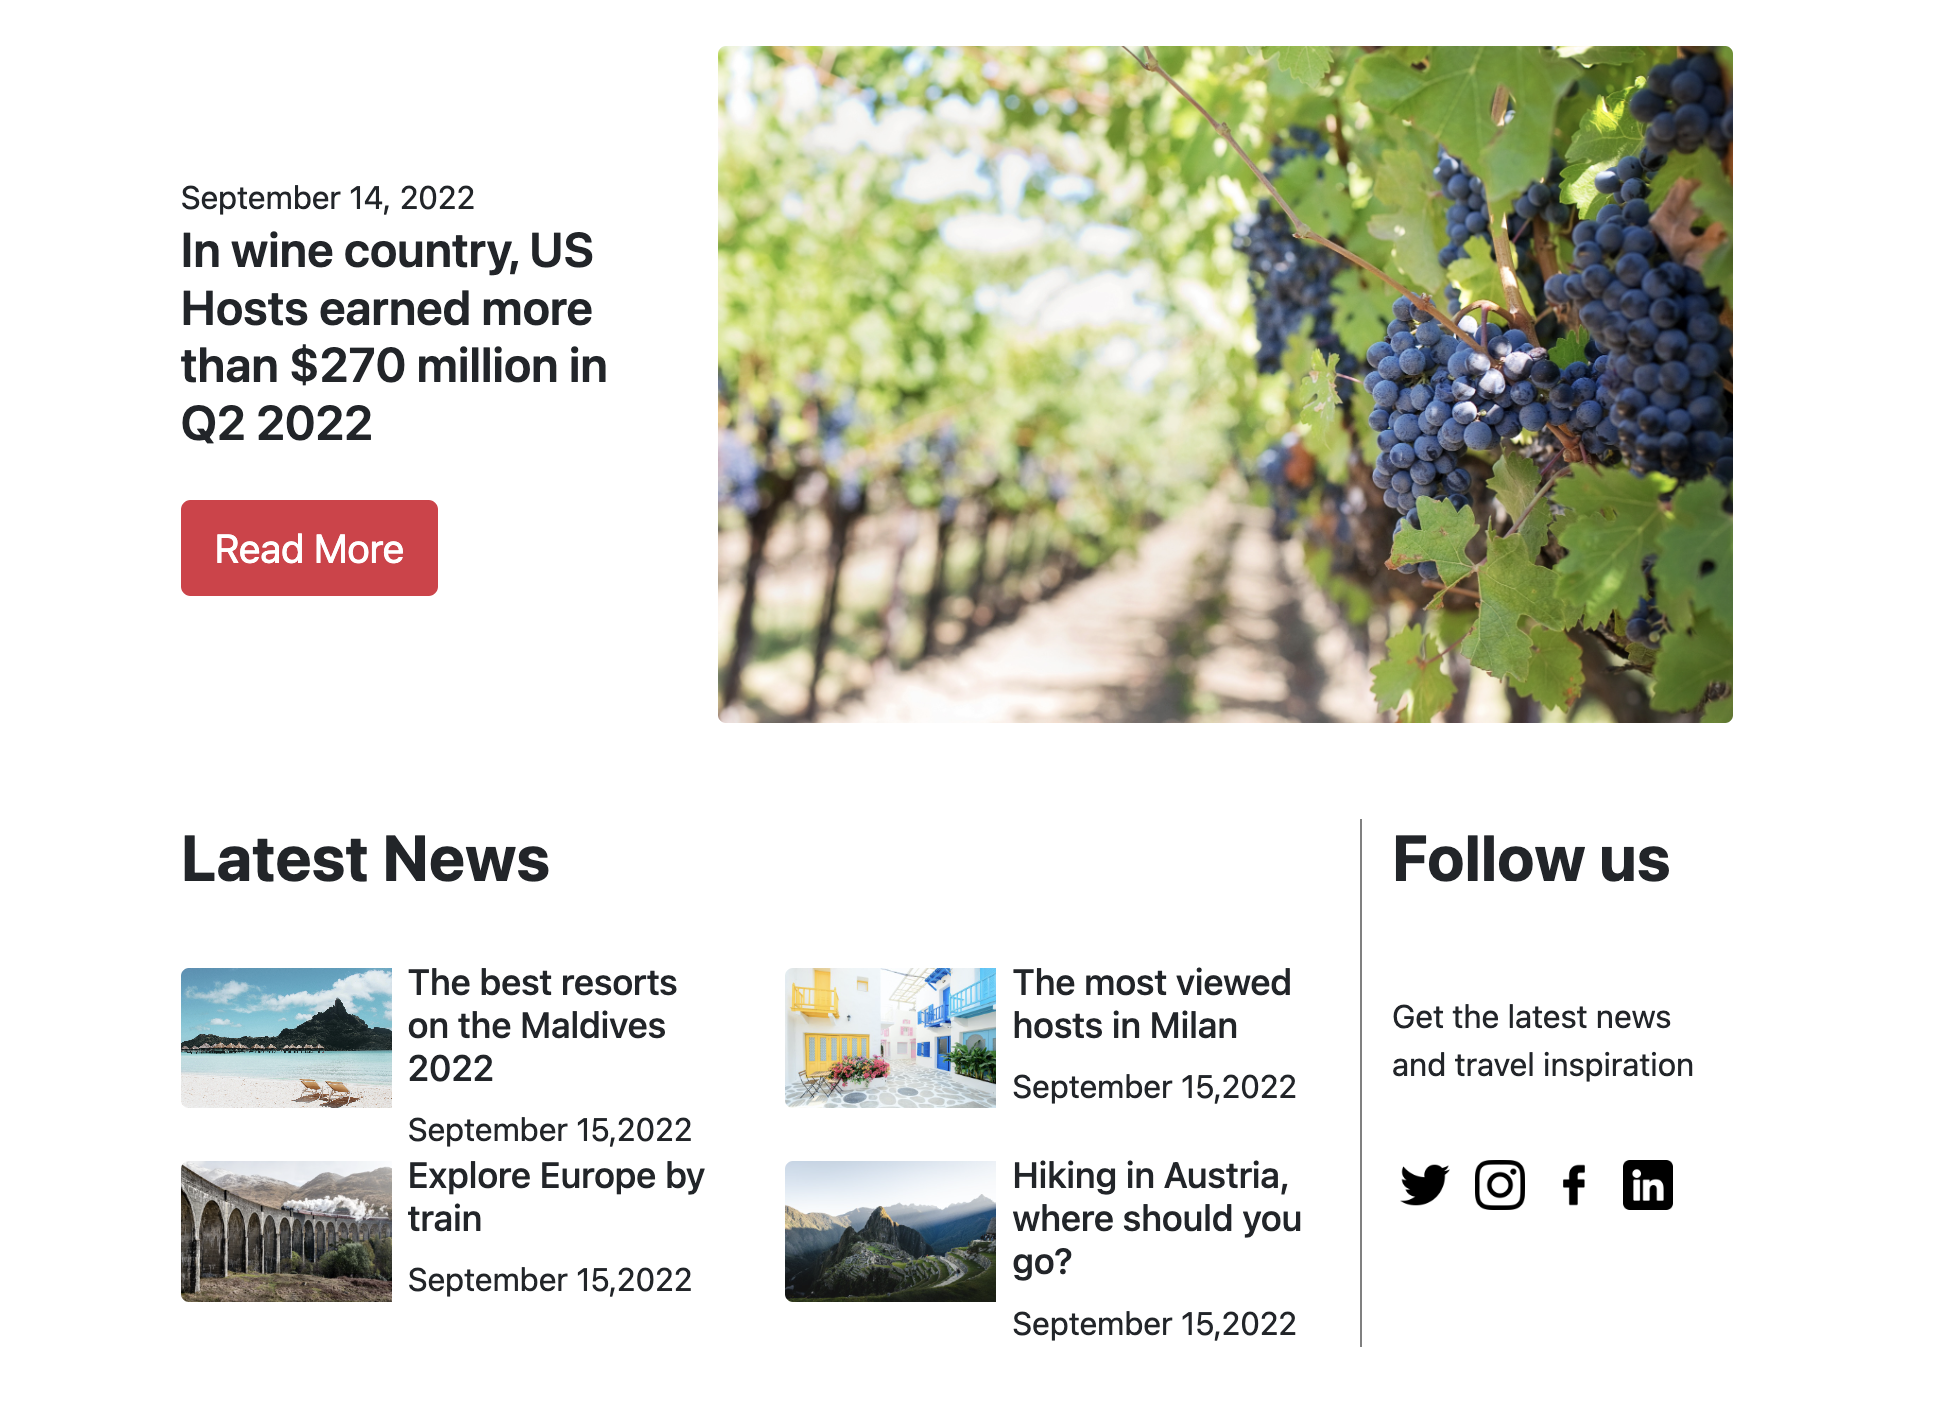 September 14, 2022
In wine country, US
Hosts earned more
than $270 million in
Q2 2022
Read More
Latest News
The best resorts
on the Maldives
2022
September 15,2022
The most viewed
hosts in Milan
September 15,2022
Explore Europe by
train
September 15,2022
Hiking in Austria,
where should you
go?
September 15,2022
Follow us
Get the latest news
and travel inspiration